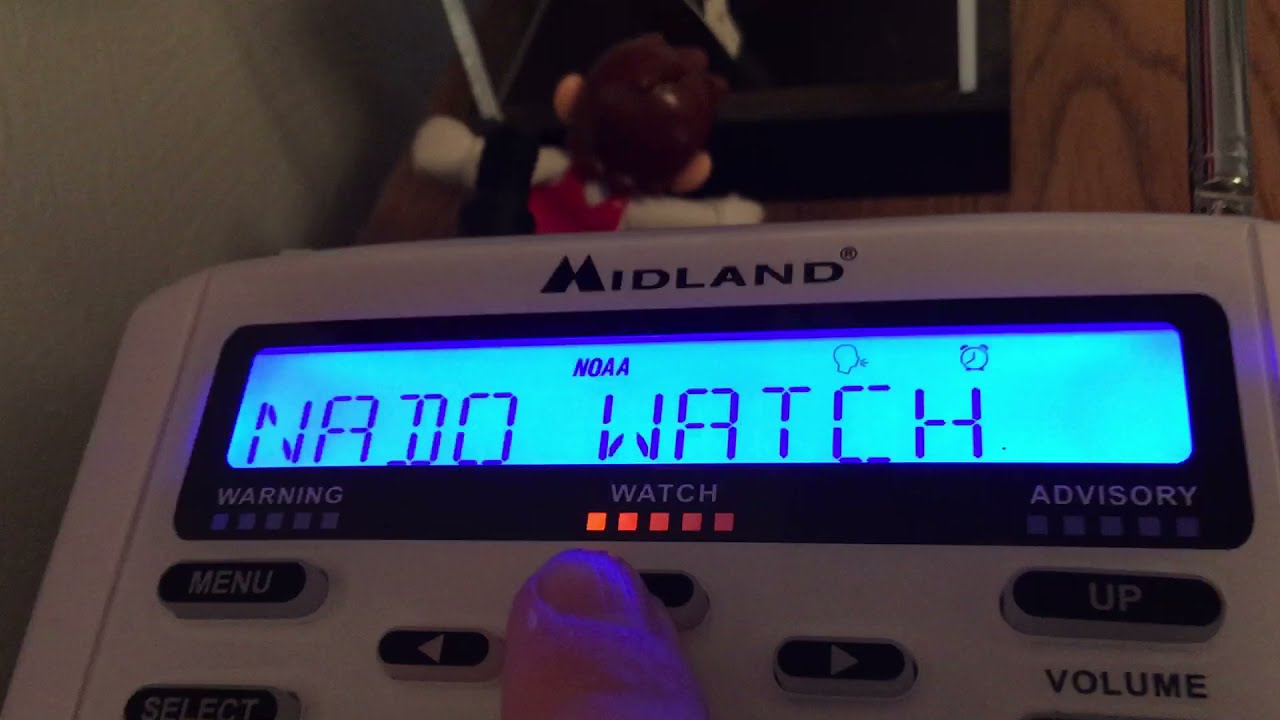 MIDLAND®
NOAA
NADO WATCH
WARNING WATCH ADVISORY
MENU
UP
VOLUME
SELECT